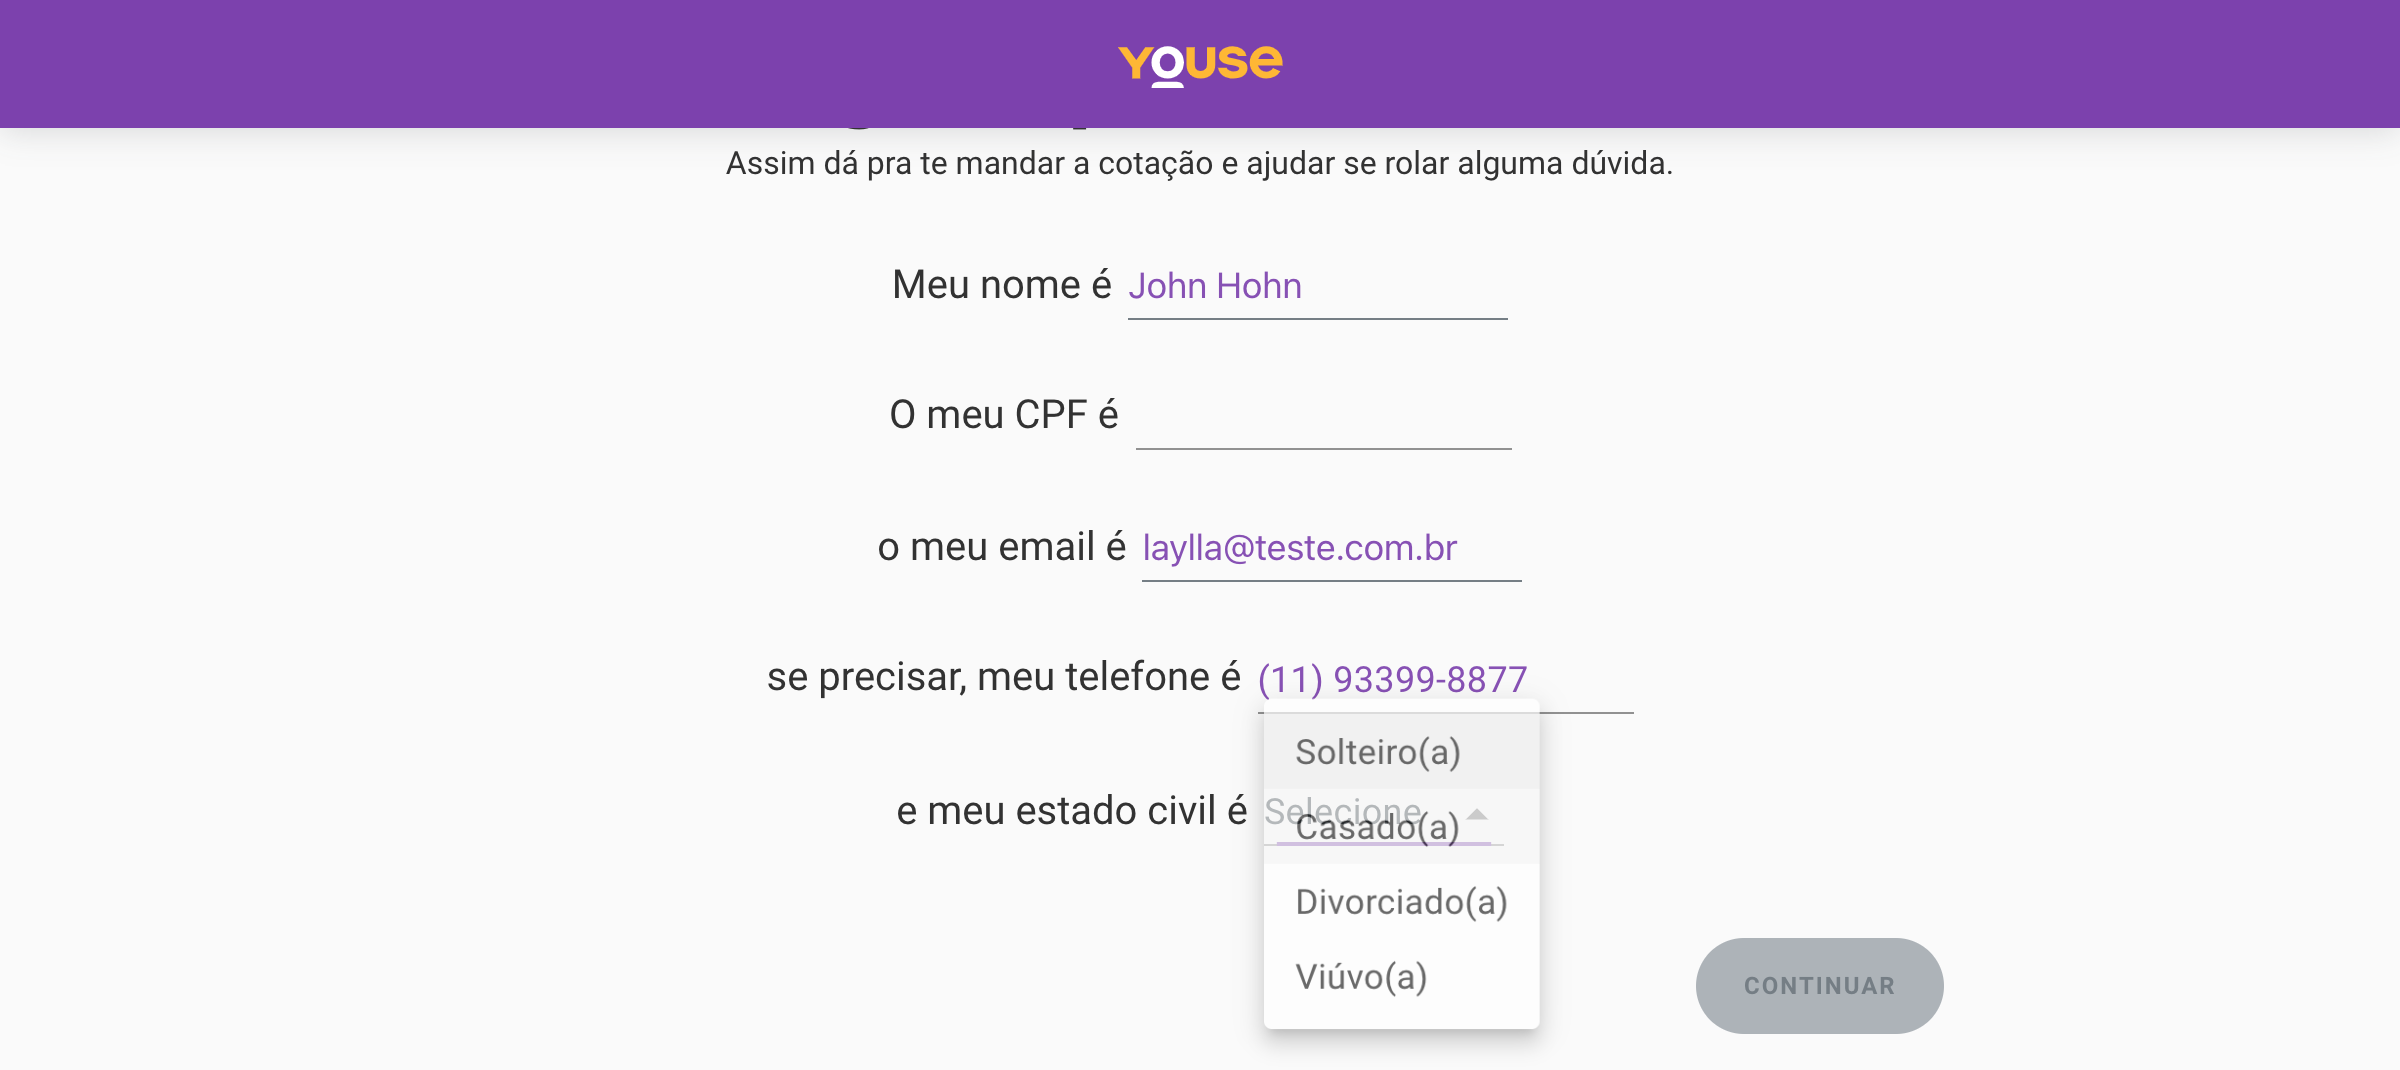 YOUSE
Assim dá pra te mandar a cotação e ajudar se rolar alguma dúvida.
Meu nome é John Hohn
O meu CPF é
o meu email é laylla@teste.com.br
se precisar, meu telefone é (11) 93399-8877
Solteiro(a)
e meu estado civil é Selecione
Casado(a)
Divorciado(a)
Viúvo(a)
CONTINUAR